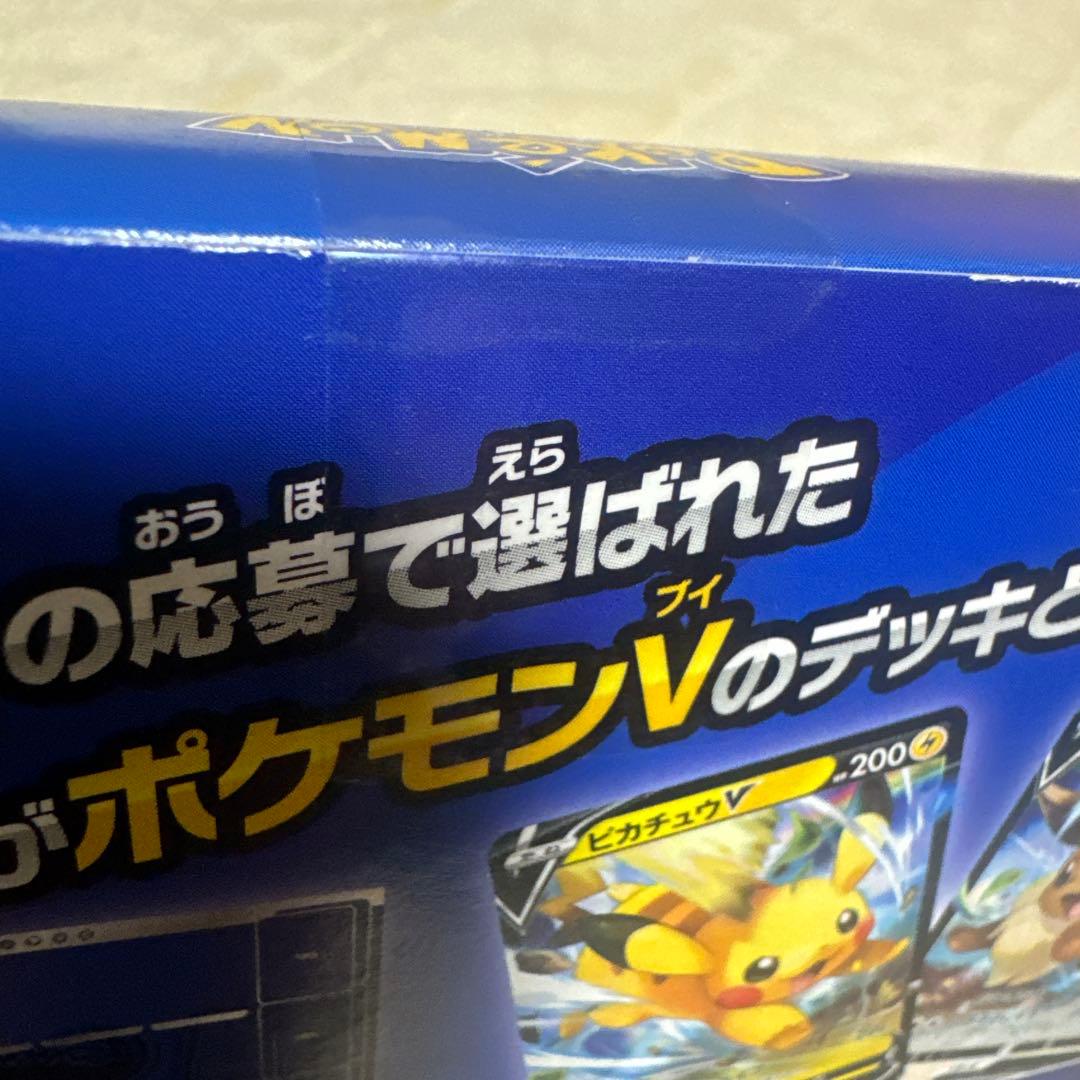 おうぼえら
の応募で選ばれた
ブイ
がポケモンVのデッキと
ピカチュウV
200